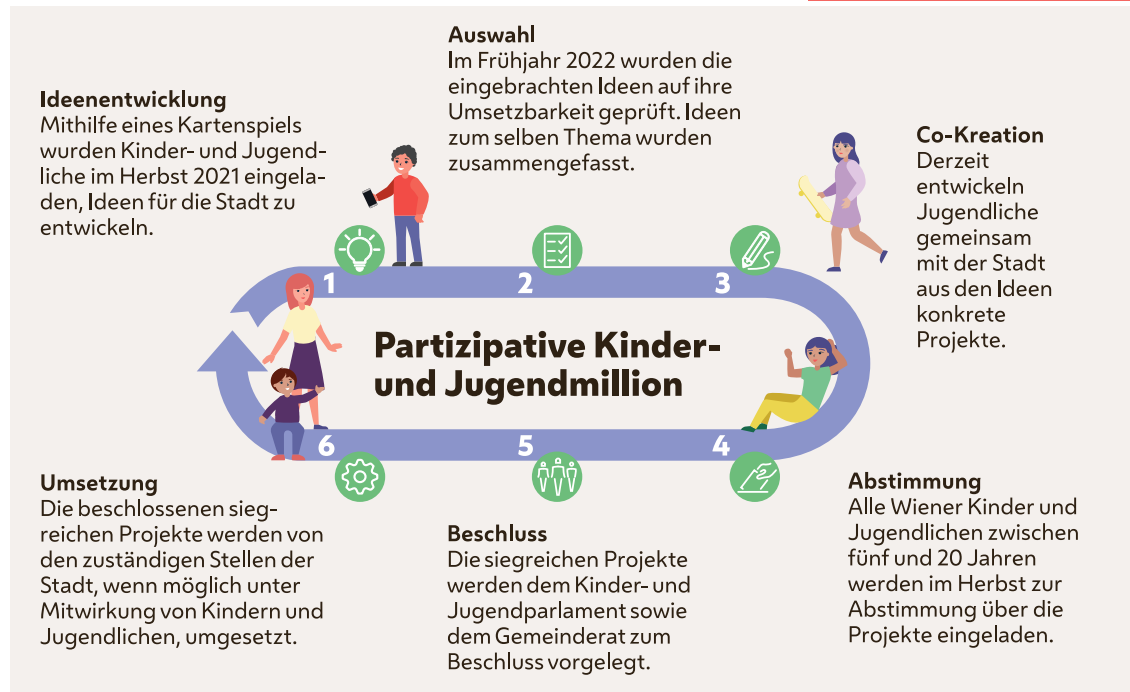 Ideenentwicklung
Mithilfe eines Kartenspiels
wurden Kinder- und Jugend-
liche im Herbst 2021 eingela-
den, Ideen für die Stadt zu
entwickeln.
1
Auswahl
Im Frühjahr 2022 wurden die
eingebrachten Ideen auf ihre
Umsetzbarkeit geprüft. Ideen
zum selben Thema wurden
zusammengefasst.
2
Co-Kreation
Derzeit
entwickeln
Jugendliche
gemeinsam
mit der Stadt
aus den Ideen
konkrete
Projekte.
3
Partizipative Kinder-
und Jugendmillion
4
Abstimmung
Alle Wiener Kinder und
Jugendlichen zwischen
fünf und 20 Jahren
werden im Herbst zur
Abstimmung über die
Projekte eingeladen.
5
Beschluss
Die siegreichen Projekte
werden dem Kinder- und
Jugendparlament sowie
dem Gemeinderat zum
Beschluss vorgelegt.
6
Umsetzung
Die beschlossenen sieg-
reichen Projekte werden von
den zuständigen Stellen der
Stadt, wenn möglich unter
Mitwirkung von Kindern und
Jugendlichen, umgesetzt.